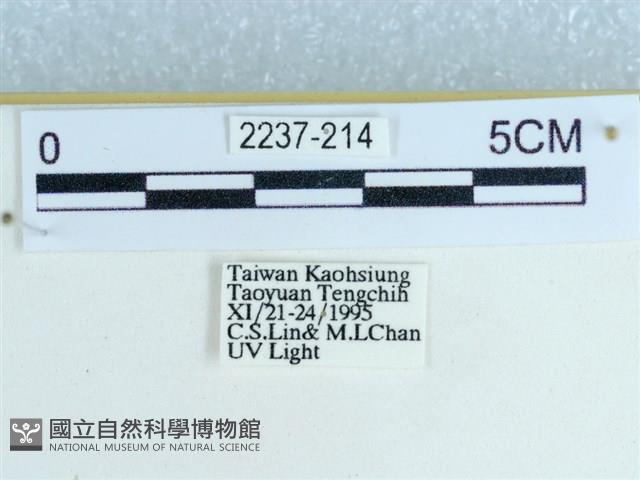 0 2237-214 5CM
Taiwan Kaohsiung
Taoyuan Tengchih
XI/21-24/1995
C.S.Lin& M.LChan
UV Light
國立自然科學博物館
NATIONAL MUSEUM OF NATURAL SCIENCE